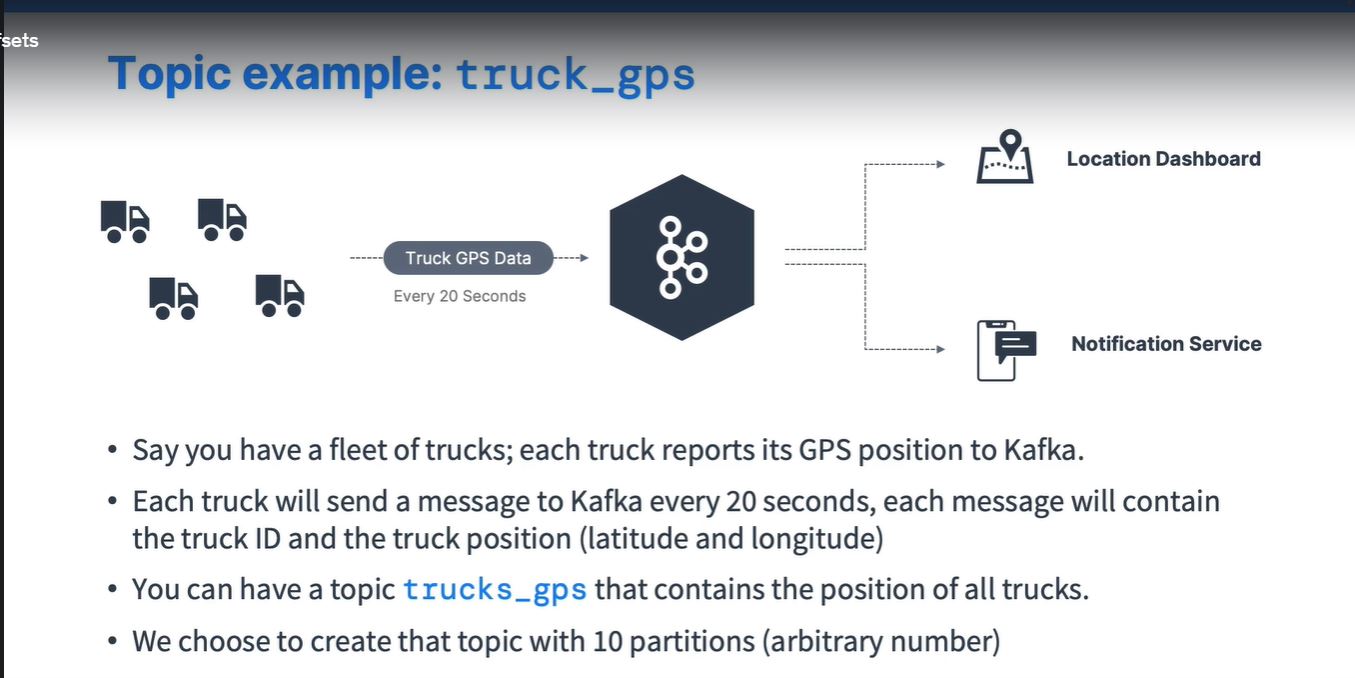 fsets
Topic example: truck_gps
Location Dashboard
Truck GPS Data
Every 20 Seconds
Notification Service
• Say you have a fleet of trucks; each truck reports its GPS position to Kafka.
• Each truck will send a message to Kafka every 20 seconds, each message will contain
the truck ID and the truck position (latitude and longitude)
• You can have a topic trucks_gps that contains the position of all trucks.
• We choose to create that topic with 10 partitions (arbitrary number)